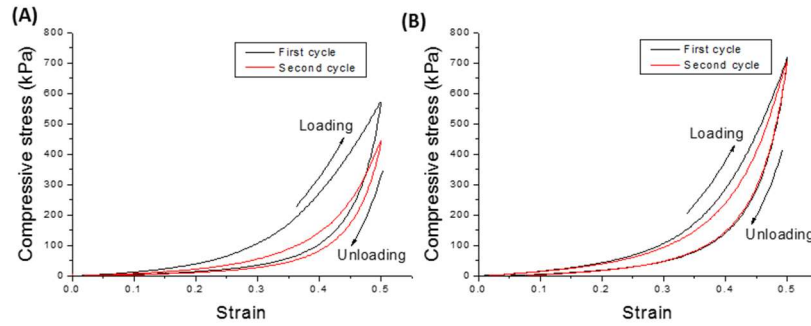 (A)
Compressive stress (kPa)
800
700
600
500
400
300
200
100
0
First cycle
Second cycle
Loading
Unloading
0.0 0.1 0.2 0.3 0.4 0.5
Strain
(B)
Compressive stress (kPa)
800
700
600
500
400
300
200
100
0
First cycle
Second cycle
Loading
Unloading
0.0 0.1 0.2 0.3 0.4 0.5
Strain